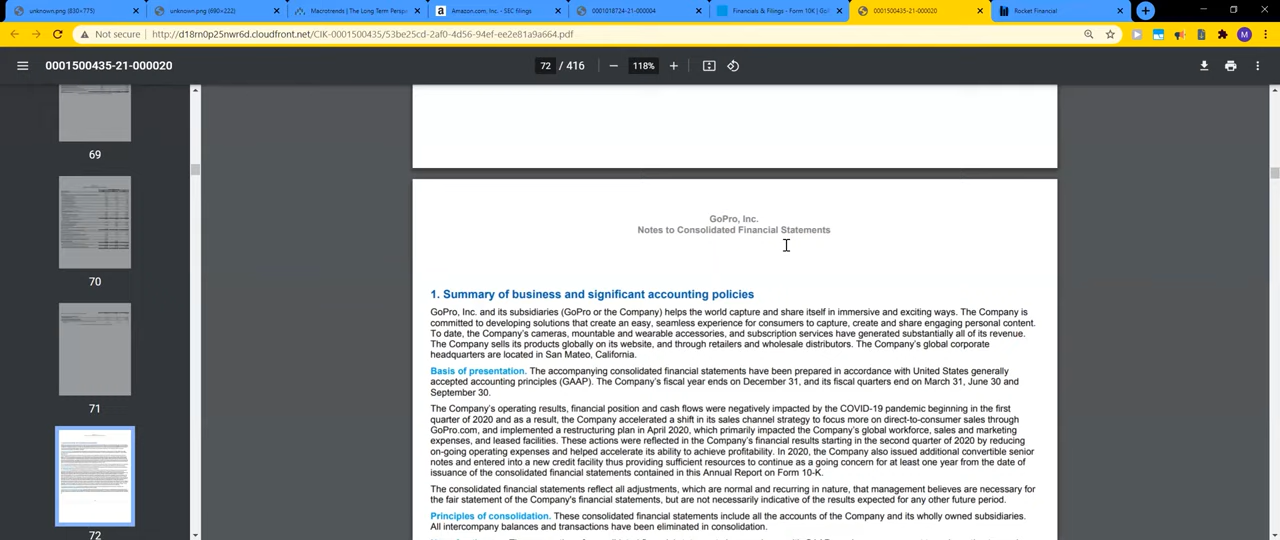 unknown.png (830×775)
unknown.png (690×222)
Macrotrends | The Long Term Perspe
Amazon.com, Inc. - SEC filings
0001018724-21-000004
Financials & Filings - Form 10K | Go
0001500435-21-000020
Rocket Financial
Not secure
http://d18rn0p25nwr6d.cloudfront.net/CIK-0001500435/53be25cd-2af0-4d56-94ef-ee2e81a9a664.pdf
M
0001500435-21-000020
72 / 416
118%
69
70
71
72
GoPro, Inc.
Notes to Consolidated Financial Statements
1. Summary of business and significant accounting policies
GoPro, Inc. and its subsidiaries (GoPro or the Company) helps the world capture and share itself in immersive and exciting ways. The Company is
committed to developing solutions that create an easy, seamless experience for consumers to capture, create and share engaging personal content.
To date, the Company's cameras, mountable and wearable accessories, and subscription services have generated substantially all of its revenue.
The Company sells its products globally on its website, and through retailers and wholesale distributors. The Company's global corporate
headquarters are located in San Mateo, California.
Basis of presentation. The accompanying consolidated financial statements have been prepared in accordance with United States generally
accepted accounting principles (GAAP). The Company's fiscal year ends on December 31, and its fiscal quarters end on March 31, June 30 and
September 30.
The Company's operating results, financial position and cash flows were negatively impacted by the COVID-19 pandemic beginning in the first
quarter of 2020 and as a result, the Company accelerated a shift in its sales channel strategy to focus more on direct-to-consumer sales through
GoPro.com, and implemented a restructuring plan in April 2020, which primarily impacted the Company's global workforce, sales and marketing
expenses, and leased facilities. These actions were reflected in the Company's financial results starting in the second quarter of 2020 by reducing
on-going operating expenses and helped accelerate its ability to achieve profitability. In 2020, the Company also issued additional convertible senior
notes and entered into a new credit facility thus providing sufficient resources to continue as a going concern for at least one year from the date of
issuance of the consolidated financial statements contained in this Annual Report on Form 10-K.
The consolidated financial statements reflect all adjustments, which are normal and recurring in nature, that management believes are necessary for
the fair statement of the Company's financial statements, but are not necessarily indicative of the results expected for any other future period.
Principles of consolidation. These consolidated financial statements include all the accounts of the Company and its wholly owned subsidiaries.
All intercompany balances and transactions have been eliminated in consolidation.